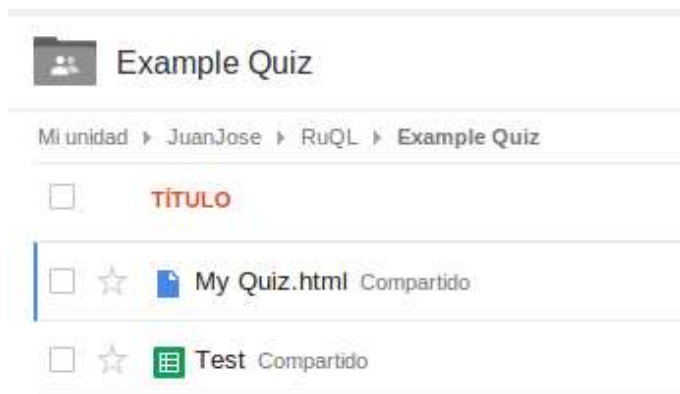 Example Quiz
Mi unidad JuanJose RuQL Example Quiz
TÍTULO
My Quiz.html Compartido
Test Compartido